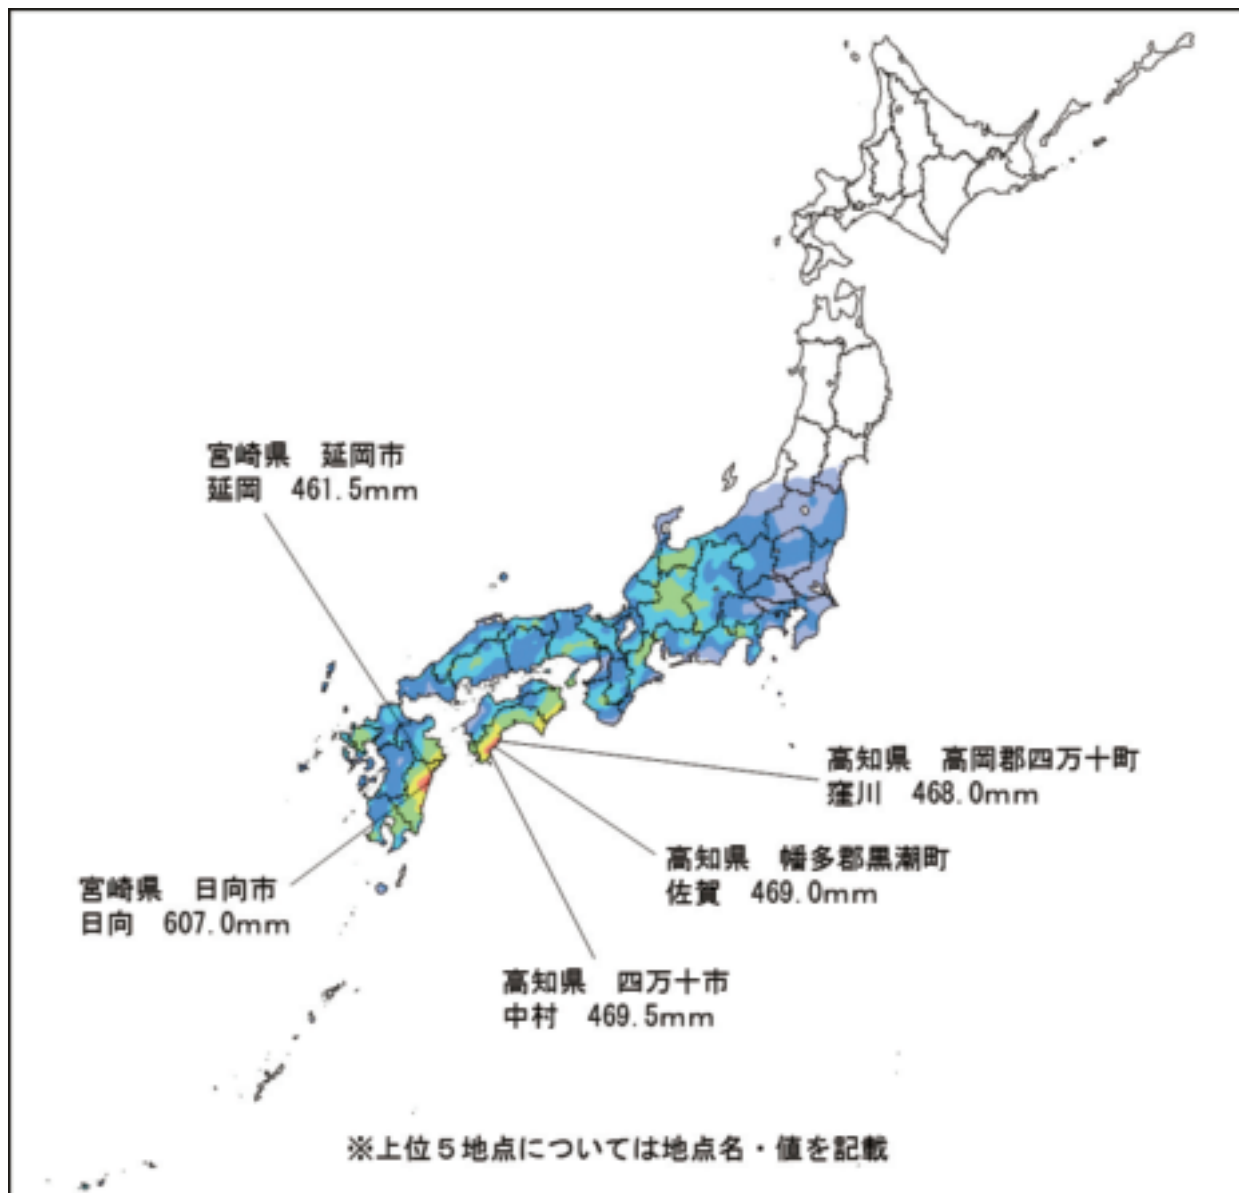 宮崎県　延岡市
延岡　461.5mm
高知県　高岡郡四万十町
窪川　468.0mm
高知県　幡多郡黒潮町
佐賀　469.0mm
宮崎県　日向市
日向　607.0mm
高知県　四万十市
中村　469.5mm
※上位５地点については地点名・値を記載